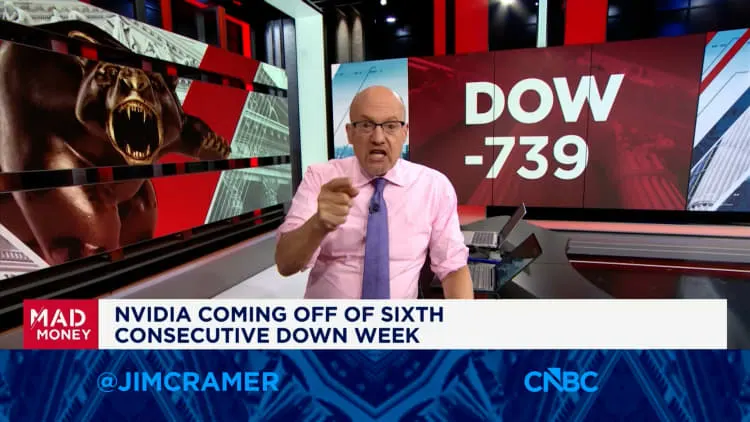 DOW
-739
MAD
MONEY
NVIDIA COMING OFF OF SIXTH
CONSECUTIVE DOWN WEEK
@JIMCRAMER
CNBC